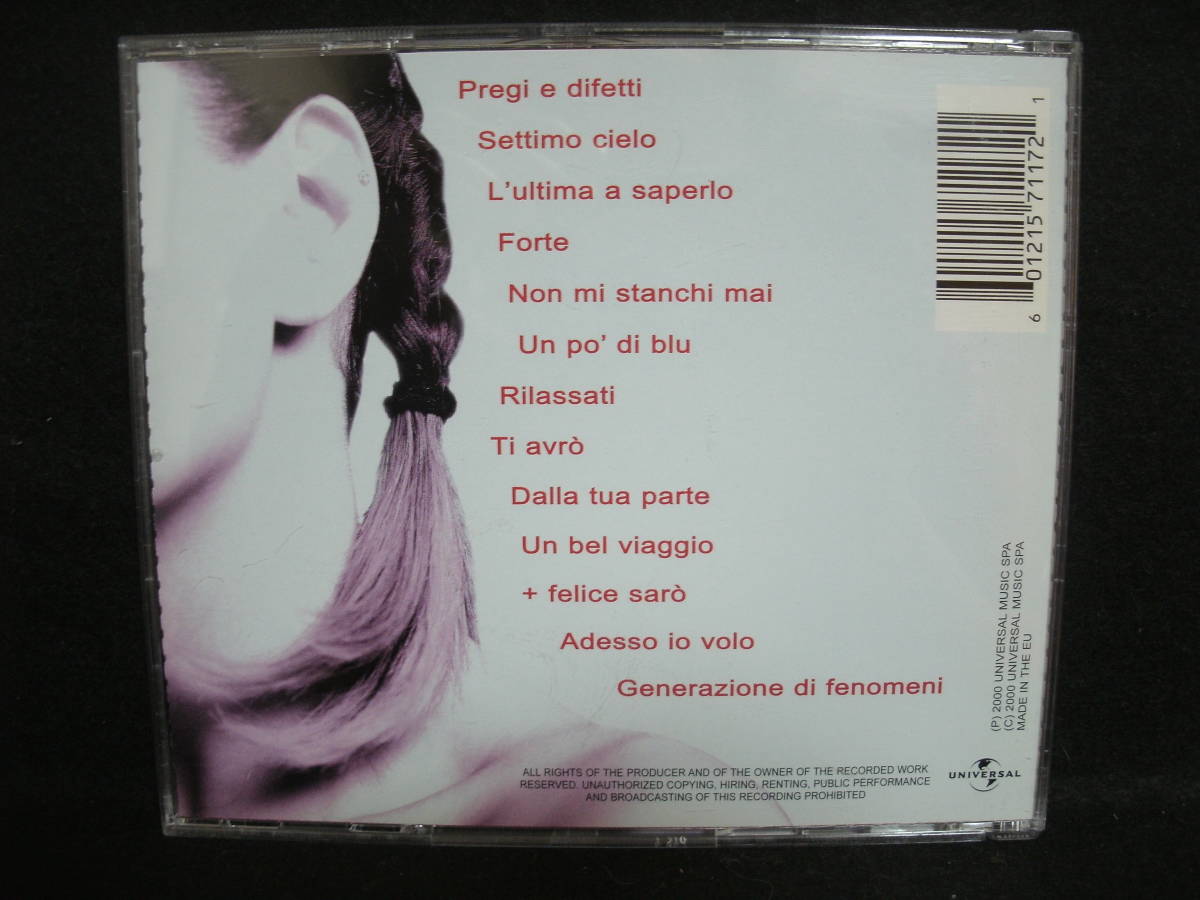 Pregi e difetti
Settimo cielo
L'ultima a saperlo
Forte
Non mi stanchi mai
Un po' di blu
Rilassati
Ti avrò
Dalla tua parte
Un bel viaggio
+ felice sarò
Adesso io volo
Generazione di fenomeni
6 01215 71172 1
(P) 2000 UNIVERSAL MUSIC SPA
(C) 2000 UNIVERSAL MUSIC SPA
MADE IN THE EU
ALL RIGHTS OF THE PRODUCER AND OF THE OWNER OF THE RECORDED WORK
RESERVED. UNAUTHORIZED COPYING, HIRING, RENTING, PUBLIC PERFORMANCE
AND BROADCASTING OF THIS RECORDING PROHIBITED
UNIVERSAL